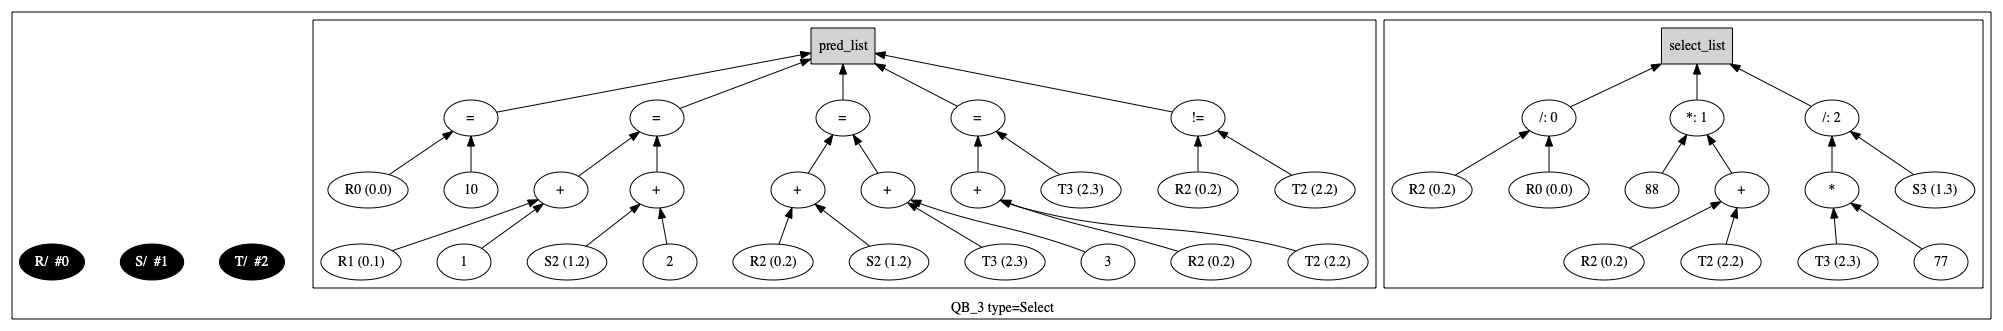 pred_list
select_list
= = = = != /: 0 *: 1 /: 2
R0 (0.0) 10 + + + + + T3 (2.3) R2 (0.2) T2 (2.2) R2 (0.2) R0 (0.0) 88 + * S3 (1.3)
R/ #0 S/ #1 T/ #2 R1 (0.1) 1 S2 (1.2) 2 R2 (0.2) S2 (1.2) T3 (2.3) 3 R2 (0.2) T2 (2.2) R2 (0.2) T2 (2.2) T3 (2.3) 77
QB_3 type=Select